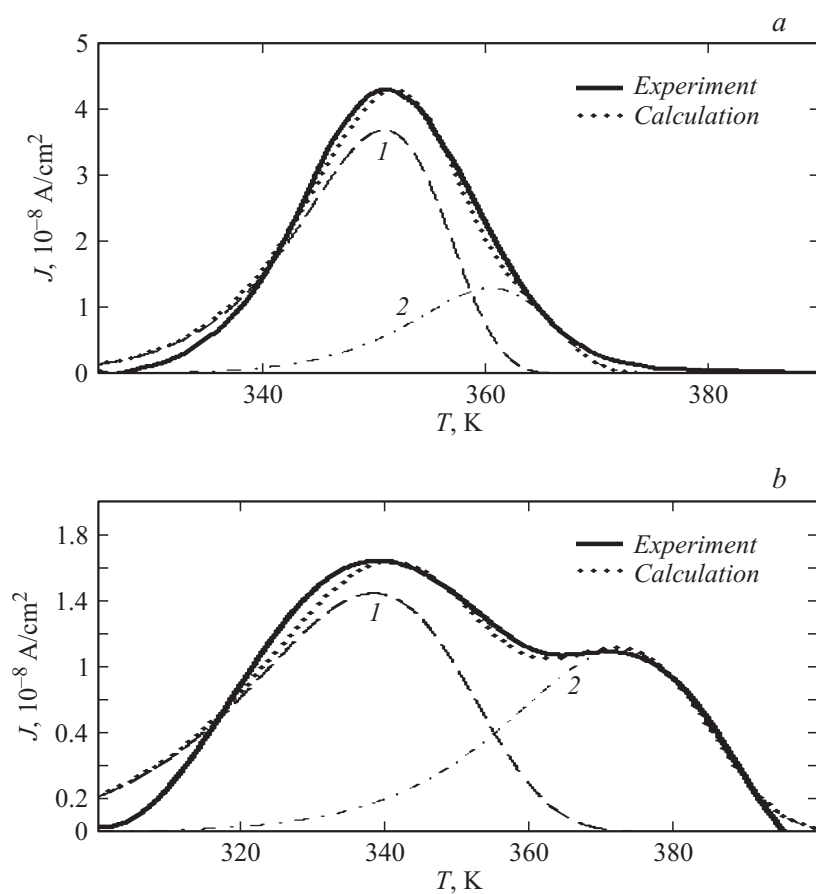 a
5
Experiment
Calculation
4
1
3
J, 10⁻⁸ A/cm²
2
1
2
0
340
360
380
T, K
b
1.8
Experiment
Calculation
1.4
1
1
2
J, 10⁻⁸ A/cm²
0.4
0.2
0
320
340
360
380
T, K